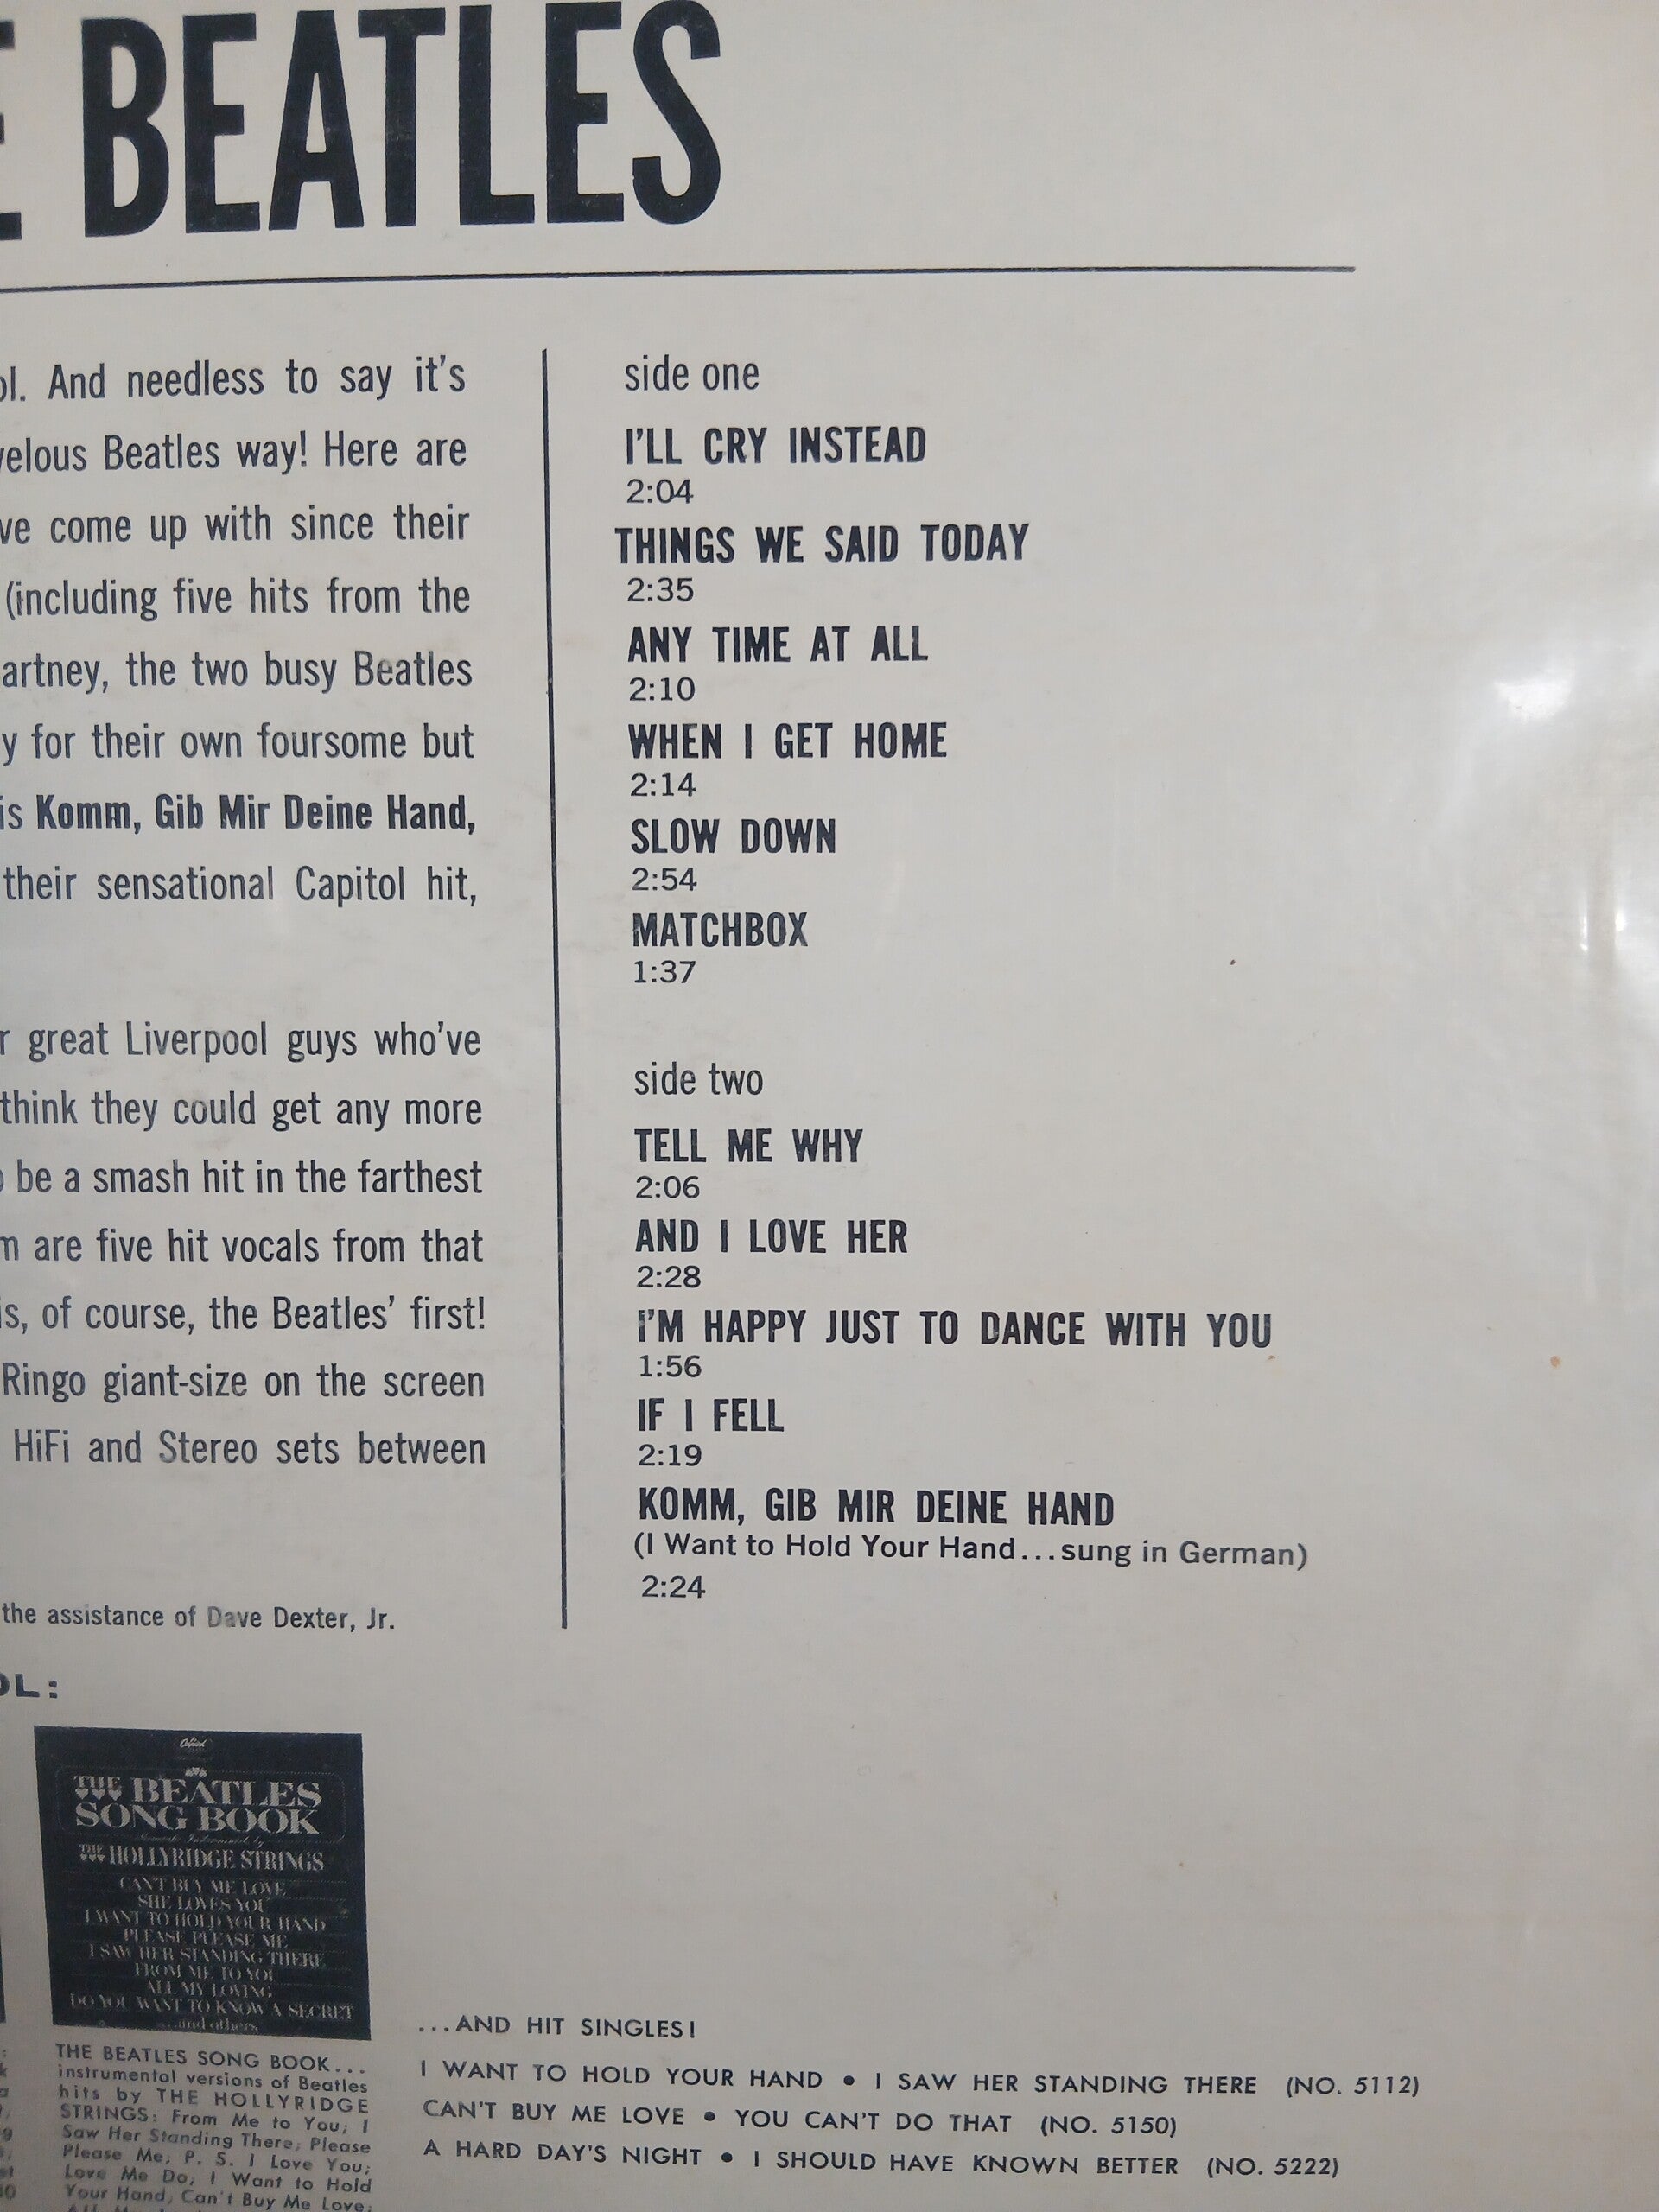 BEATLES
And needless to say it's
Beatles way! Here are
come up with since their
(including five hits from the
the two busy Beatles
for their own foursome but
is Komm, Gib Mir Deine Hand,
their sensational Capitol hit,
great Liverpool guys who've
think they could get any more
be a smash hit in the farthest
are five hit vocals from that
is, of course, the Beatles' first!
Ringo giant-size on the screen
HiFi and Stereo sets between
the assistance of Dave Dexter, Jr.
side one
I'LL CRY INSTEAD
2:04
THINGS WE SAID TODAY
2:35
ANY TIME AT ALL
2:10
WHEN I GET HOME
2:14
SLOW DOWN
2:54
MATCHBOX
1:37
side two
TELL ME WHY
2:06
AND I LOVE HER
2:28
I'M HAPPY JUST TO DANCE WITH YOU
1:56
IF I FELL
2:19
KOMM, GIB MIR DEINE HAND
(I Want to Hold Your Hand...sung in German)
2:24
OL:
Capitol
THE BEATLES
SONG BOOK
THE HOLLYRIDGE STRINGS
CAN'T BUY ME LOVE
SHE LOVES YOU
I WANT TO HOLD YOUR HAND
PLEASE PLEASE ME
I SAW HER STANDING THERE
FROM ME TO YOU
ALL MY LOVING
DO YOU WANT TO KNOW A SECRET
...and others
THE BEATLES SONG BOOK...
instrumental versions of Beatles
hits by THE HOLLYRIDGE
STRINGS: From Me to You; I
Saw Her Standing There; Please
Please Me; P. S. I Love You;
Love Me Do; I Want to Hold
Your Hand; Can't Buy Me Love;
...AND HIT SINGLES!
I WANT TO HOLD YOUR HAND • I SAW HER STANDING THERE (NO. 5112)
CAN'T BUY ME LOVE • YOU CAN'T DO THAT (NO. 5150)
A HARD DAY'S NIGHT • I SHOULD HAVE KNOWN BETTER (NO. 5222)